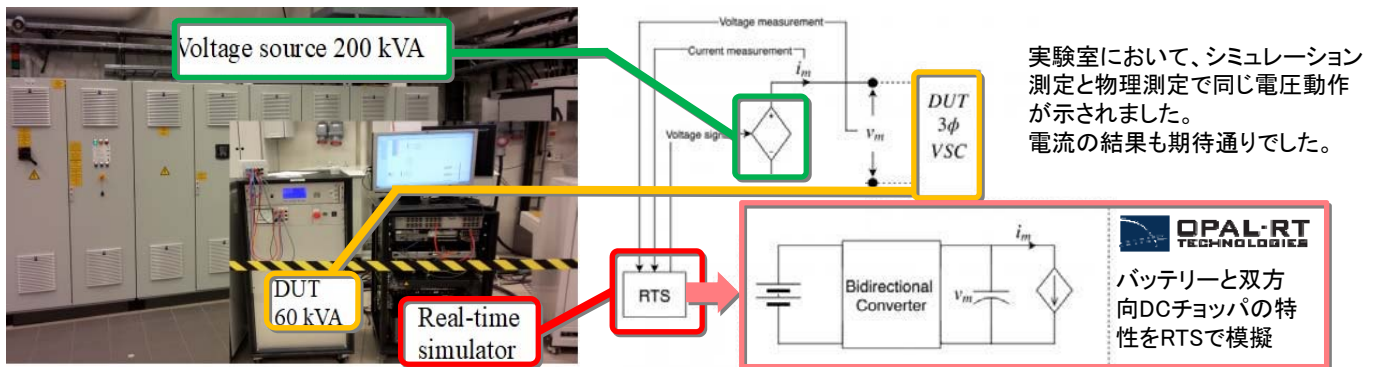 Voltage source 200 kVA
DUT
60 kVA
Real-time
simulator
Voltage measurement
Current measurement
i_m
Voltage signal
v_m
DUT
3ϕ
VSC
RTS
実験室において、シミュレーション
測定と物理測定で同じ電圧動作
が示されました。
電流の結果も期待通りでした。
Bidirectional
Converter
v_m
i_m
OPAL-RT
TECHNOLOGIES
バッテリーと双方
向DCチョッパの特
性をRTSで模擬